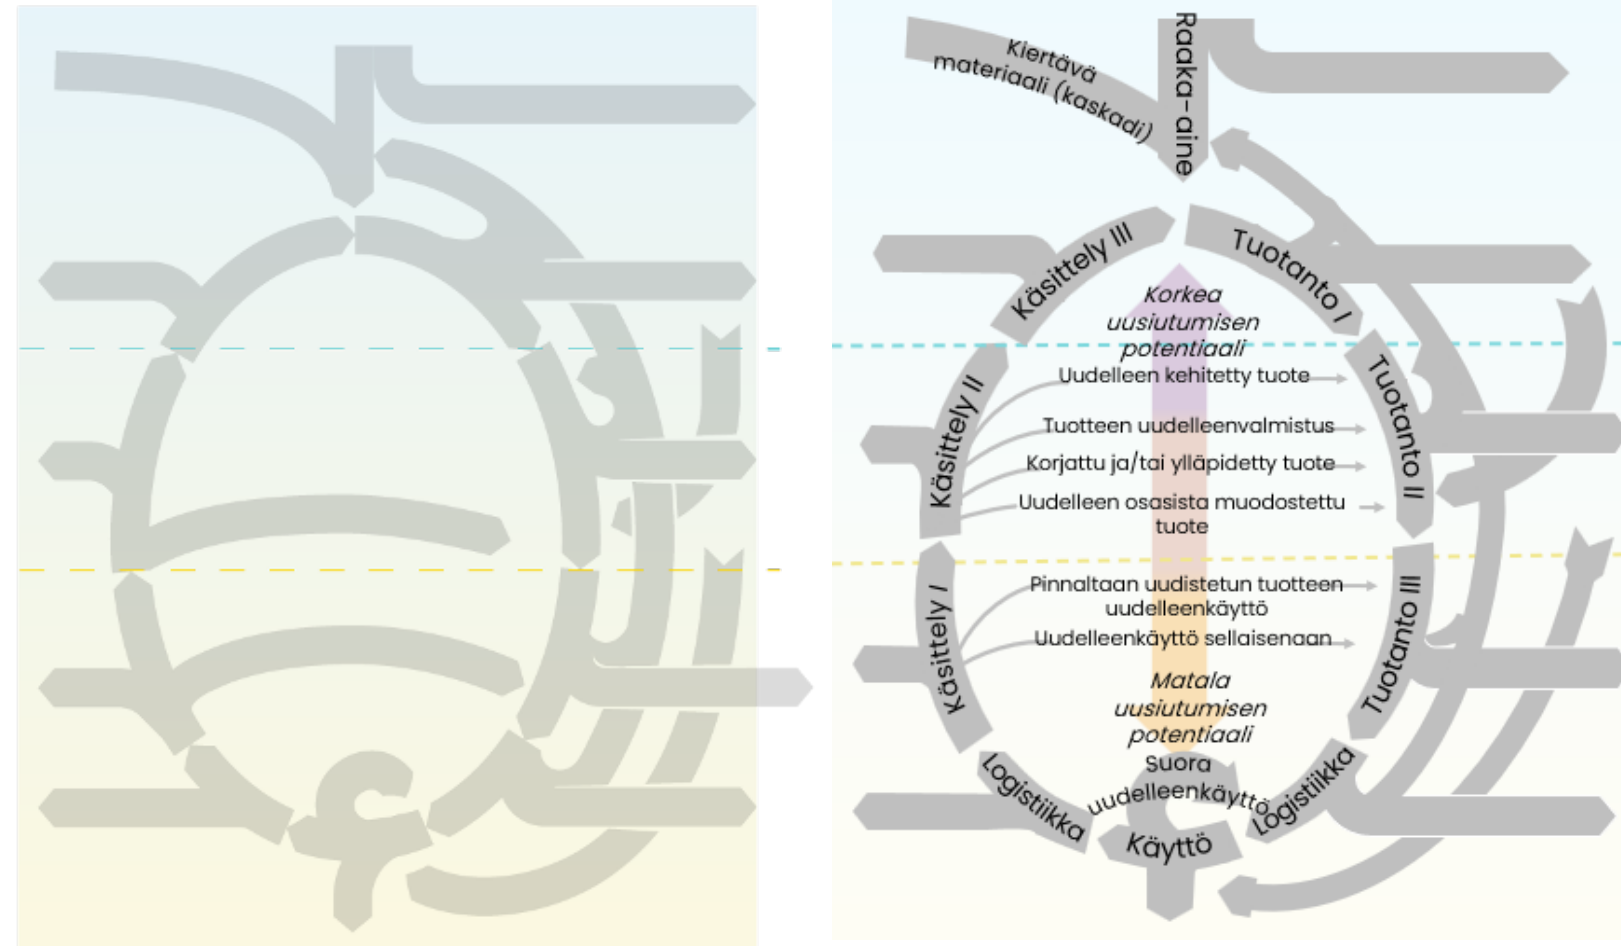 Kiertävä
materiaali (kaskadi)
Raaka-aine
Käsittely III
Tuotanto I
Korkea
uusiutumisen
potentiaali
Uudelleen kehitetty tuote
Käsittely II
Tuotanto II
Tuotteen uudelleenvalmistus
Korjattu ja/tai ylläpidetty tuote
Uudelleen osasista muodostettu
tuote
Käsittely I
Tuotanto III
Pinnaltaan uudistetun tuotteen
uudelleenkäyttö
Uudelleenkäyttö sellaisenaan
Matala
uusiutumisen
potentiaali
Suora
uudelleenkäyttö
Logistiikka
Logistiikka
Käyttö